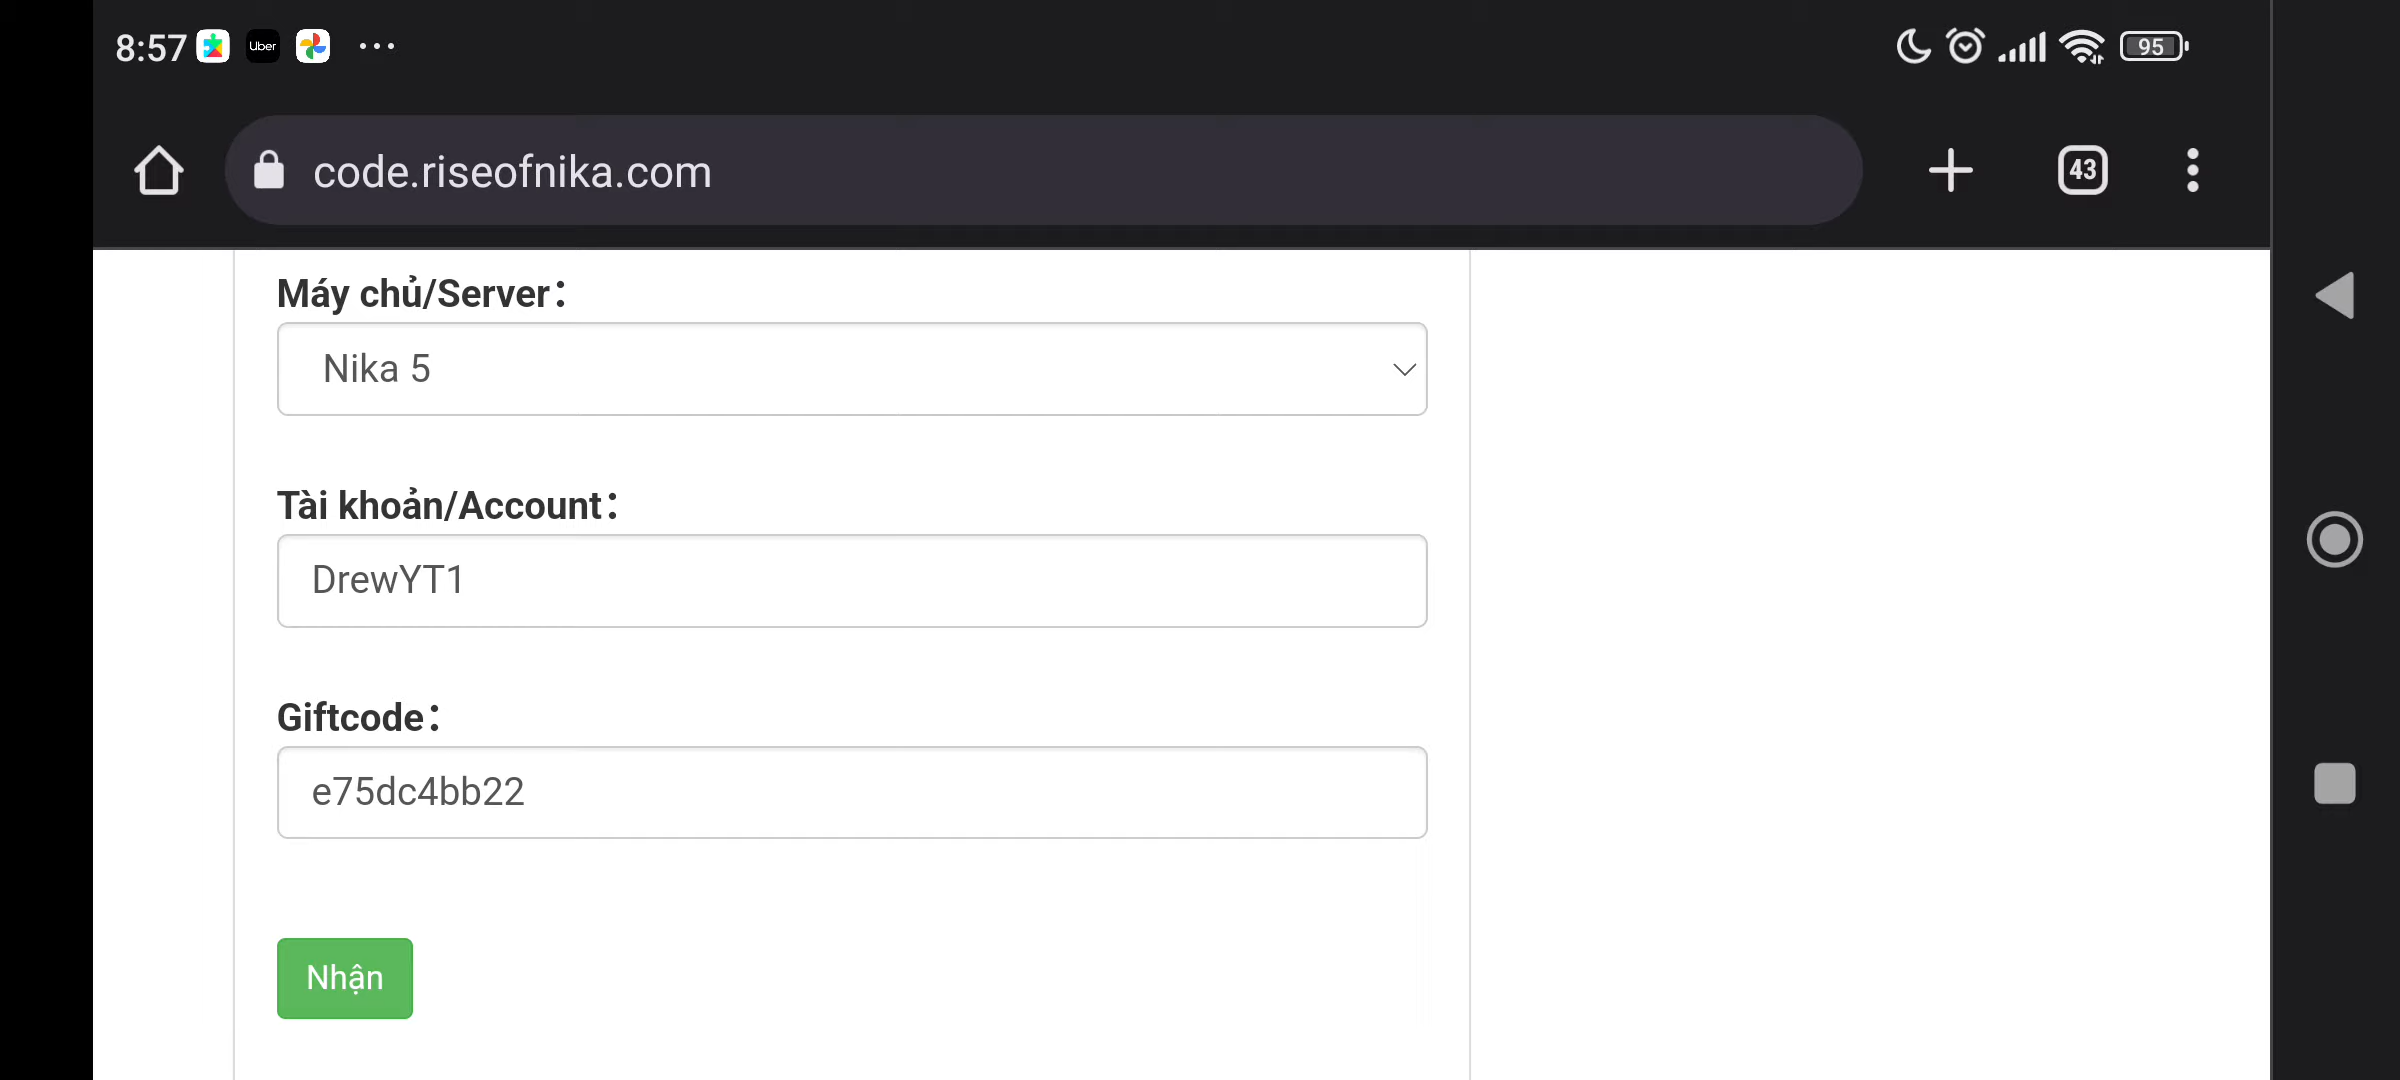 8:57 Uber 95
code.riseofnika.com 43
Máy chủ/Server:
Nika 5
Tài khoản/Account:
DrewYT1
Giftcode:
e75dc4bb22
Nhận